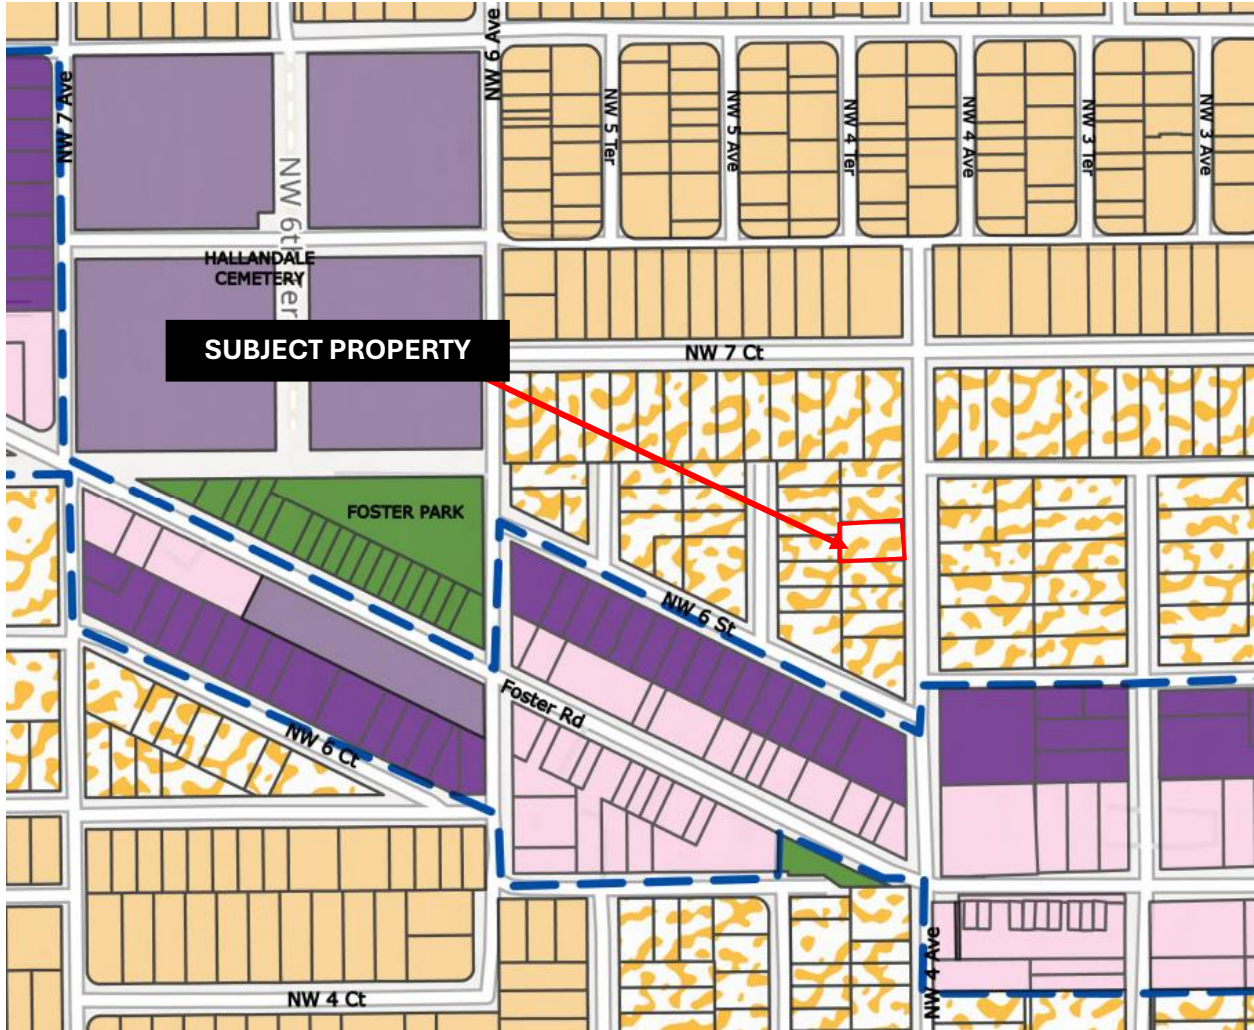 NW 6 Ave
NW 7 Ave
NW 5 Ter
NW 5 Ave
NW 4 Ter
NW 4 Ave
NW 3 Ter
NW 3 Ave
NW 6th Ter
HALLANDALE
CEMETERY
SUBJECT PROPERTY
NW 7 Ct
FOSTER PARK
NW 6 St
Foster Rd
NW 6 Ct
NW 4 Ave
NW 4 Ct